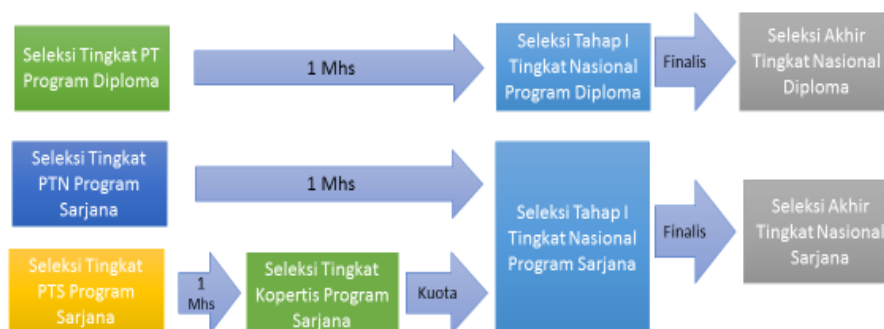 Seleksi Tingkat PT
Program Diploma
1 Mhs
Seleksi Tahap I
Tingkat Nasional
Program Diploma
Finalis
Seleksi Akhir
Tingkat Nasional
Diploma
Seleksi Tingkat
PTN Program
Sarjana
1 Mhs
Seleksi Tahap I
Tingkat Nasional
Program Sarjana
Finalis
Seleksi Akhir
Tingkat Nasional
Sarjana
Seleksi Tingkat
PTS Program
Sarjana
1
Mhs
Seleksi Tingkat
Kopertis Program
Sarjana
Kuota